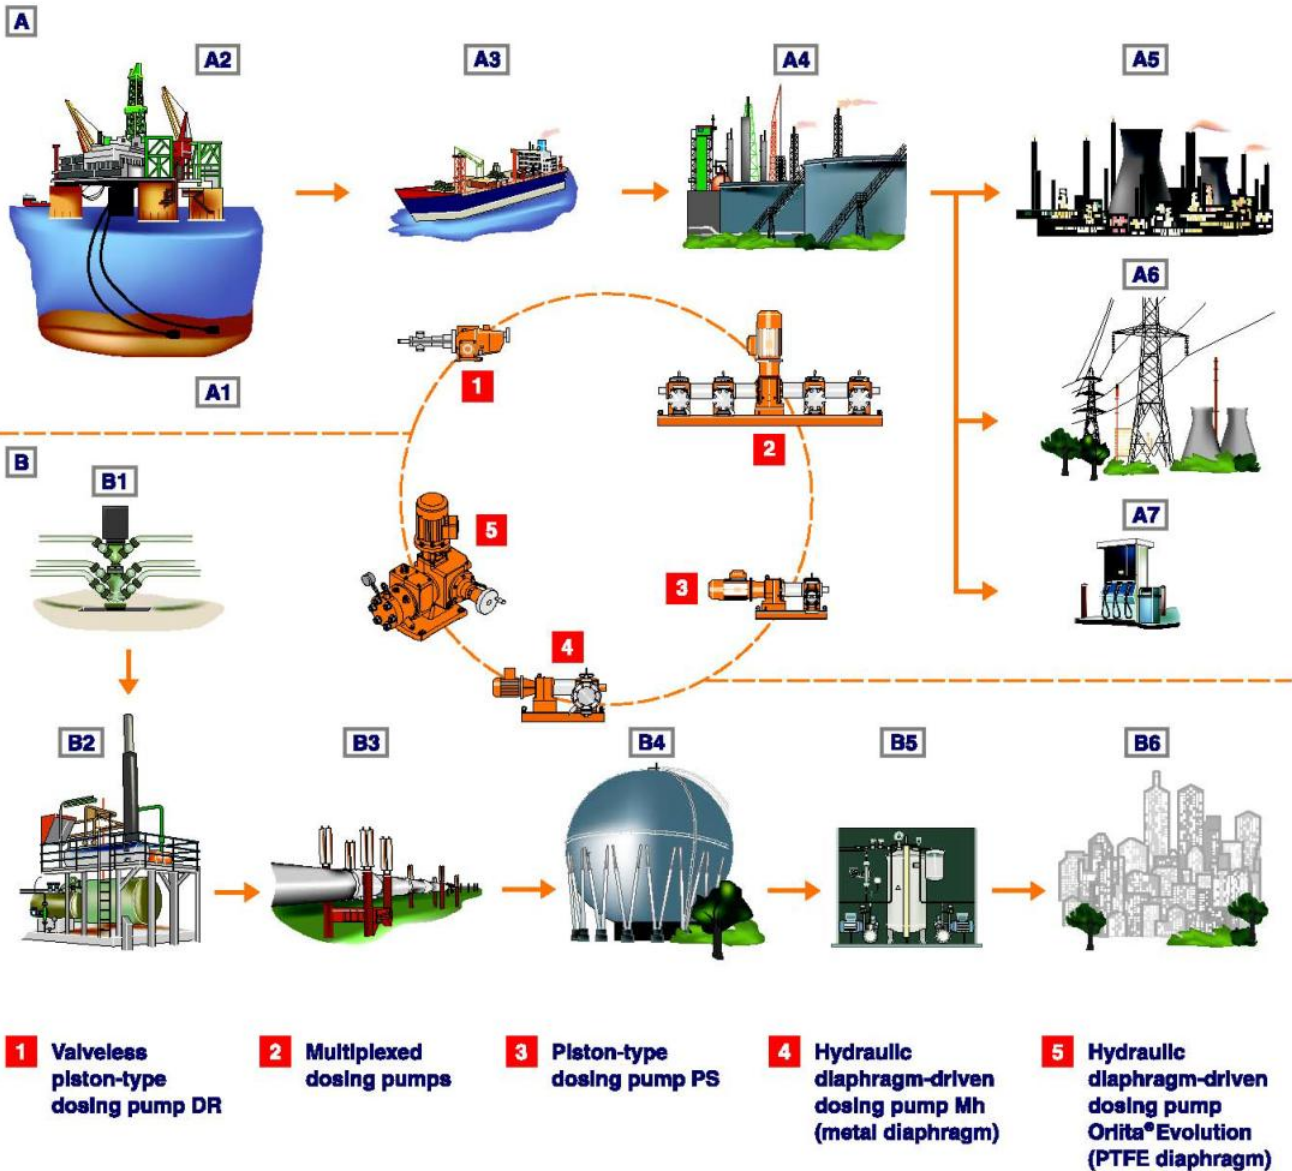 A
A2
A3
A4
A5
A6
1
A1
2
B
B1
5
A7
3
4
B2
B3
B4
B5
B6
1 Valveless
piston-type
dosing pump DR
2 Multiplexed
dosing pumps
3 Piston-type
dosing pump PS
4 Hydraulic
diaphragm-driven
dosing pump Mh
(metal diaphragm)
5 Hydraulic
diaphragm-driven
dosing pump
Orlita® Evolution
(PTFE diaphragm)